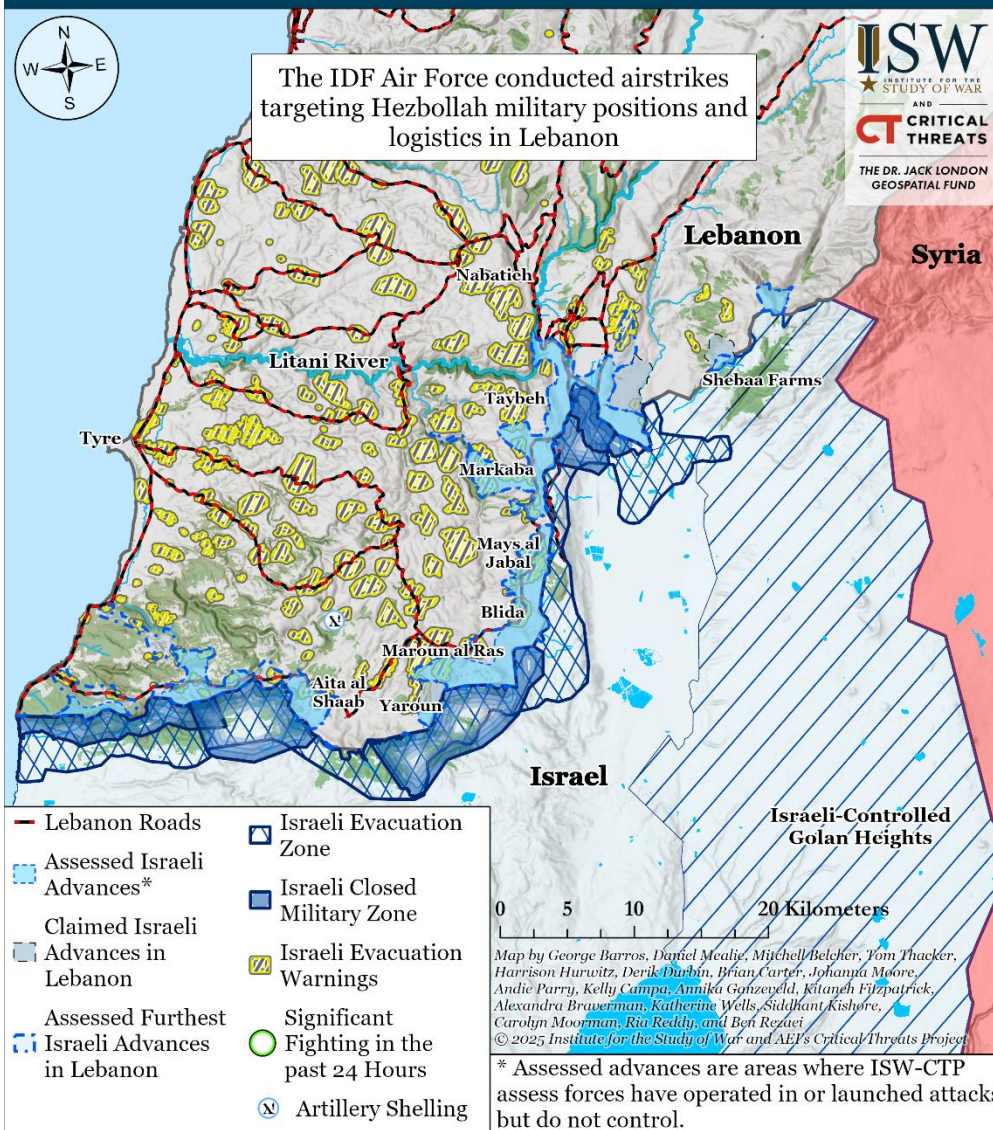 N
W E
S
The IDF Air Force conducted airstrikes
targeting Hezbollah military positions and
logistics in Lebanon
ISW
INSTITUTE FOR THE
STUDY OF WAR
AND
CT CRITICAL
THREATS
THE DR. JACK LONDON
GEOSPATIAL FUND
Lebanon
Syria
Nabatieh
Litani River
Shebaa Farms
Taybeh
Tyre
Markaba
Mays al
Jabal
Blida
Maroun al Ras
Aita al
Shaab
Yaroun
Israel
Israeli-Controlled
Golan Heights
Lebanon Roads
Assessed Israeli
Advances*
Claimed Israeli
Advances in
Lebanon
Assessed Furthest
Israeli Advances
in Lebanon
Israeli Evacuation
Zone
Israeli Closed
Military Zone
Israeli Evacuation
Warnings
Significant
Fighting in the
past 24 Hours
Artillery Shelling
0 5 10 20 Kilometers
Map by George Barros, Daniel Mealie, Mitchell Belcher, Tom Thacker,
Harrison Hurwitz, Derik Durbin, Brian Carter, Johanna Moore,
Andie Parry, Kelly Campa, Annika Ganzeveld, Kitaneh Fitzpatrick,
Alexandra Braverman, Katherine Wells, Siddhant Kishore,
Carolyn Moorman, Ria Reddy, and Ben Rezaei
© 2025 Institute for the Study of War and AEI's Critical Threats Project
* Assessed advances are areas where ISW-CTP
assess forces have operated in or launched attacks
but do not control.